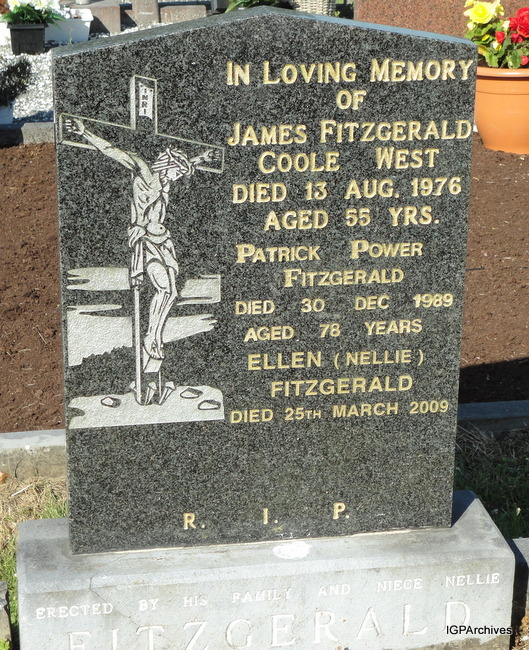 INRI
IN LOVING MEMORY
OF
JAMES FITZGERALD
COOLE WEST
DIED 13 AUG. 1976
AGED 55 YRS.
PATRICK POWER
FITZGERALD
DIED 30 DEC 1989
AGED 78 YEARS
ELLEN (NELLIE)
FITZGERALD
DIED 25TH MARCH 2009
R. I. P.
ERECTED BY HIS FAMILY AND NIECE NELLIE
FITZGERALD
IGPArchives